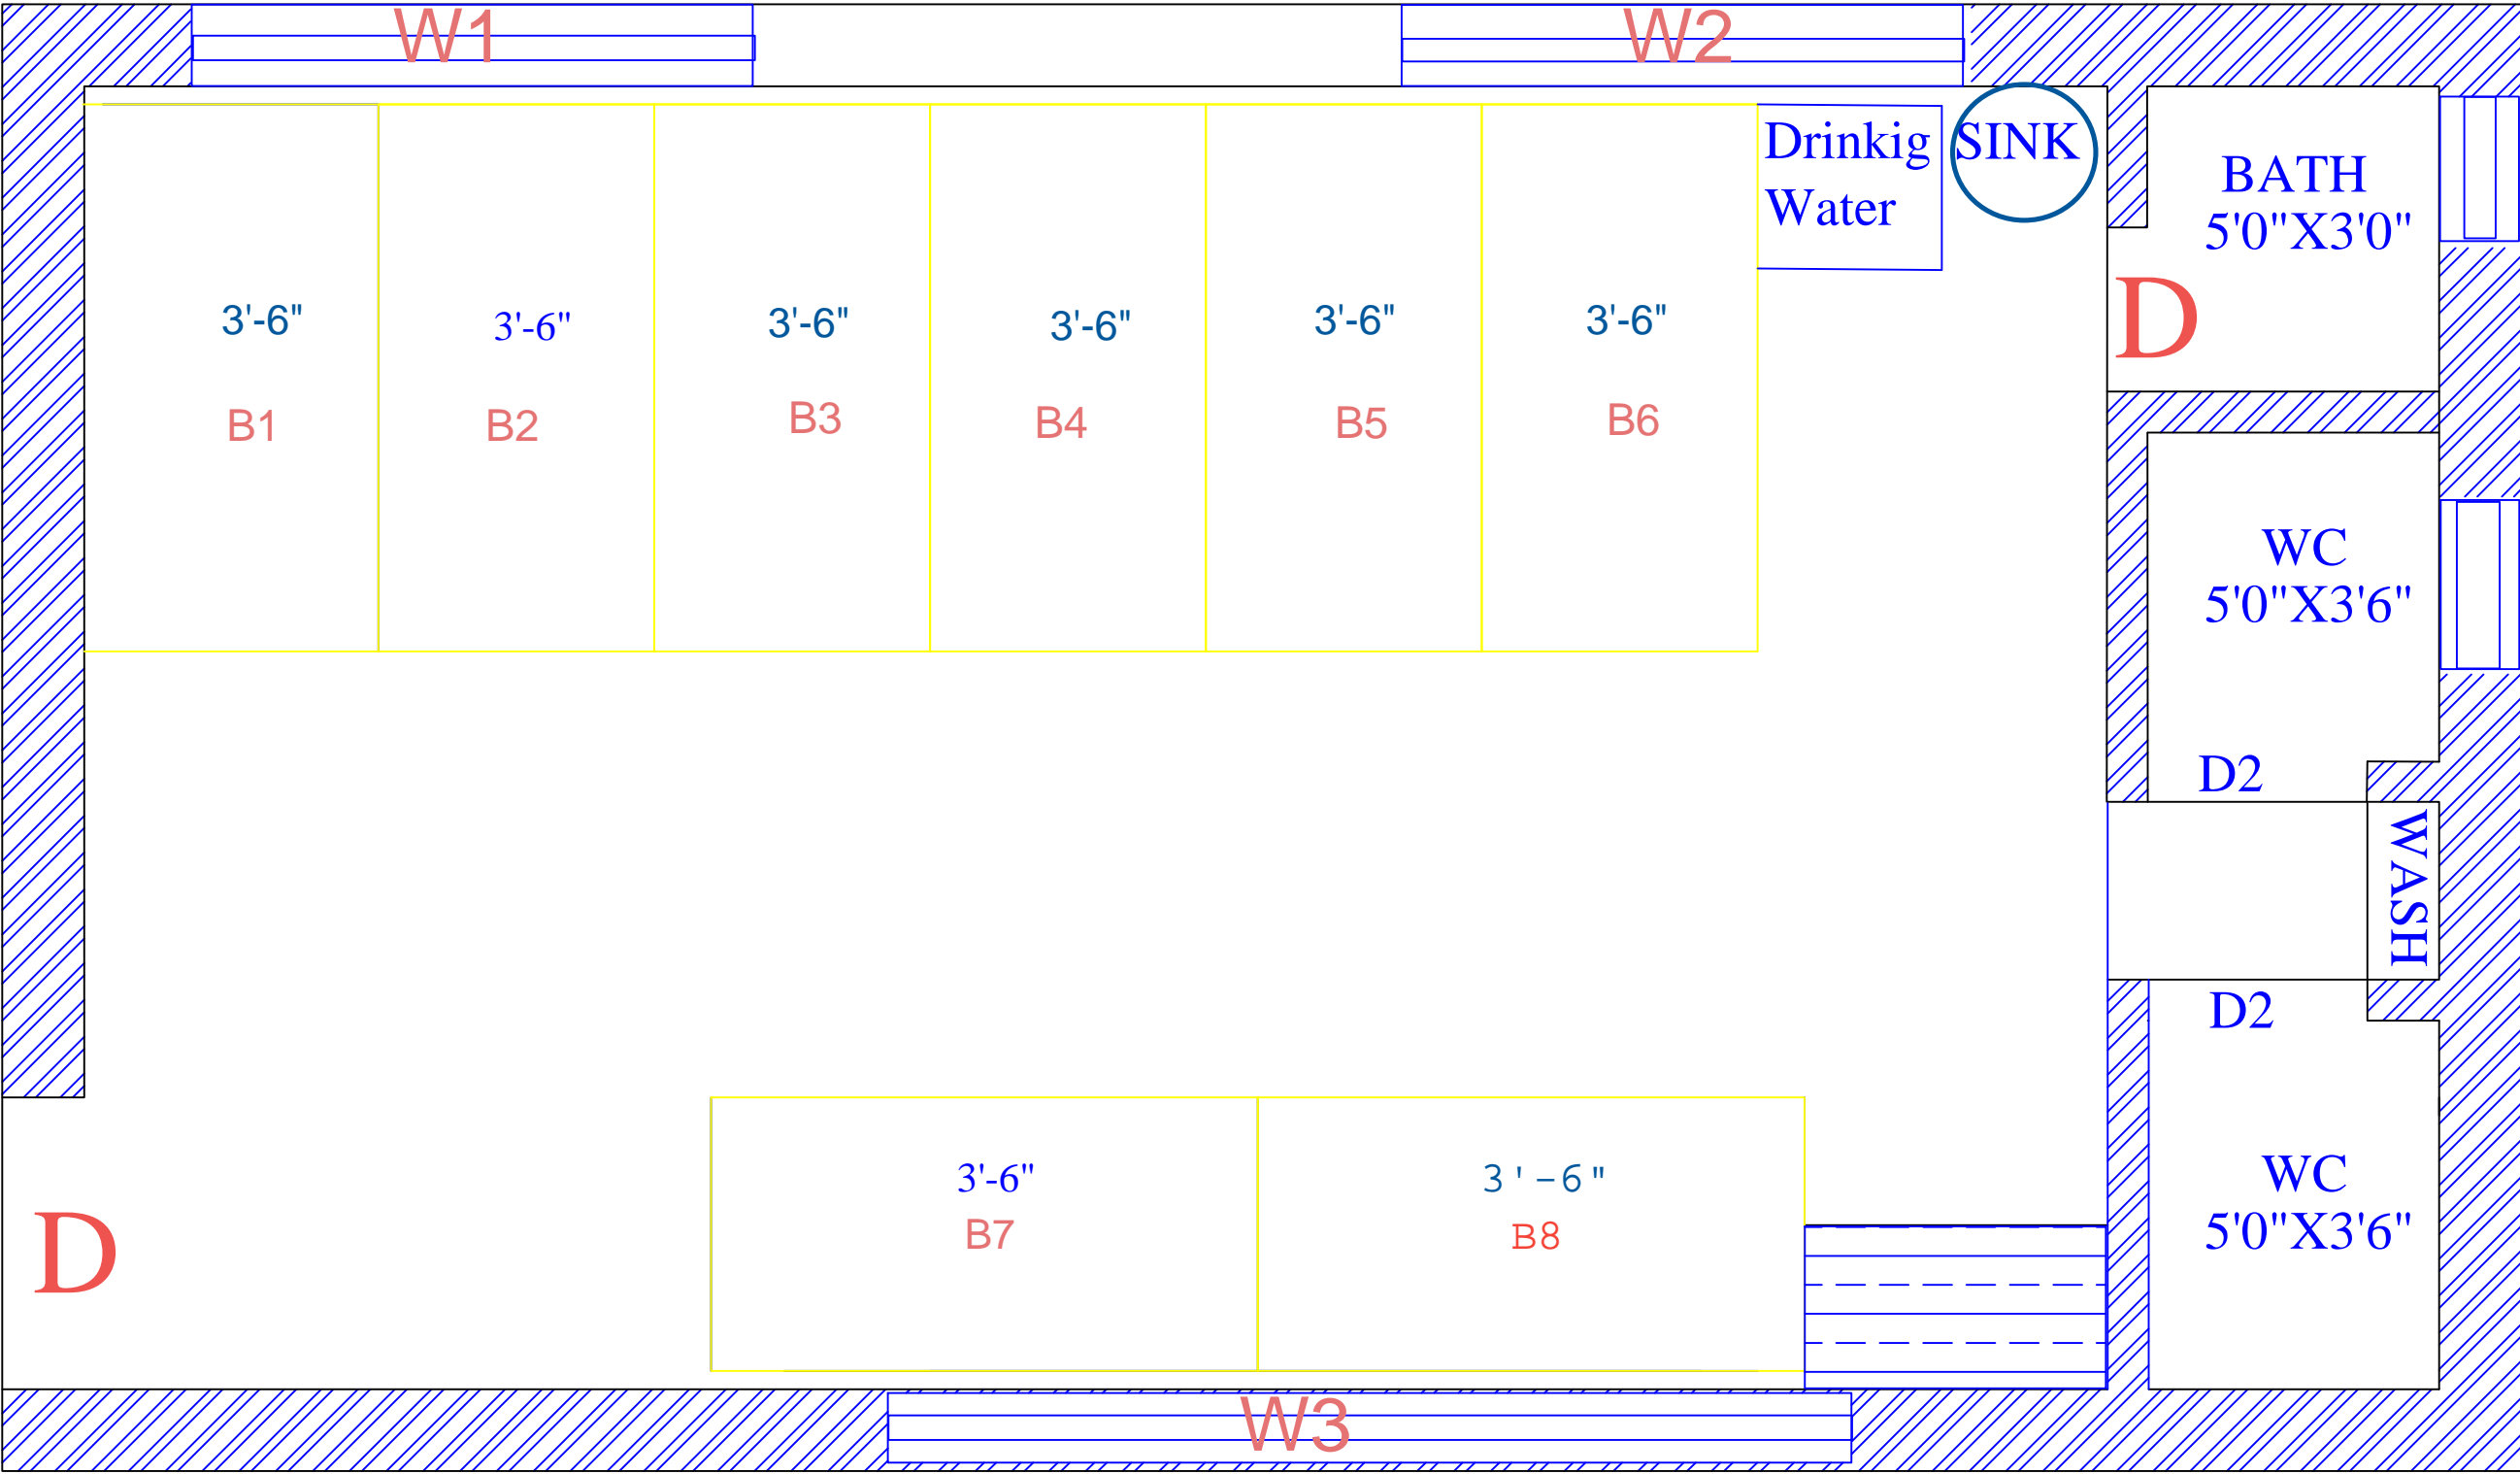 W1
W2
Drinkig
Water
SINK
BATH
5'0"X3'0"
D
3'-6"
3'-6"
3'-6"
3'-6"
3'-6"
3'-6"
B1
B2
B3
B4
B5
B6
WC
5'0"X3'6"
D2
WASH
D2
3'-6"
B7
3'-6"
B8
WC
5'0"X3'6"
D
W3